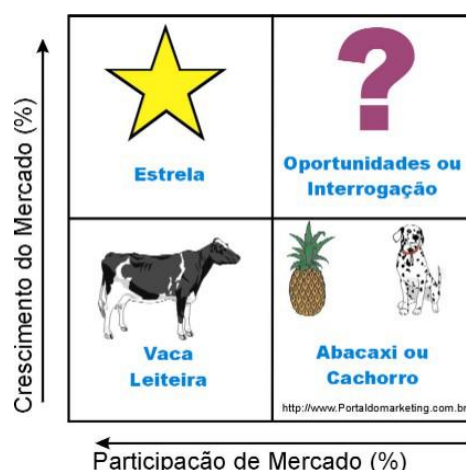 Crescimento do Mercado (%)
Estrela
?
Oportunidades ou
Interrogação
Vaca
Leiteira
Abacaxi ou
Cachorro
http://www.Portaldomarketing.com.br
Participação de Mercado (%)